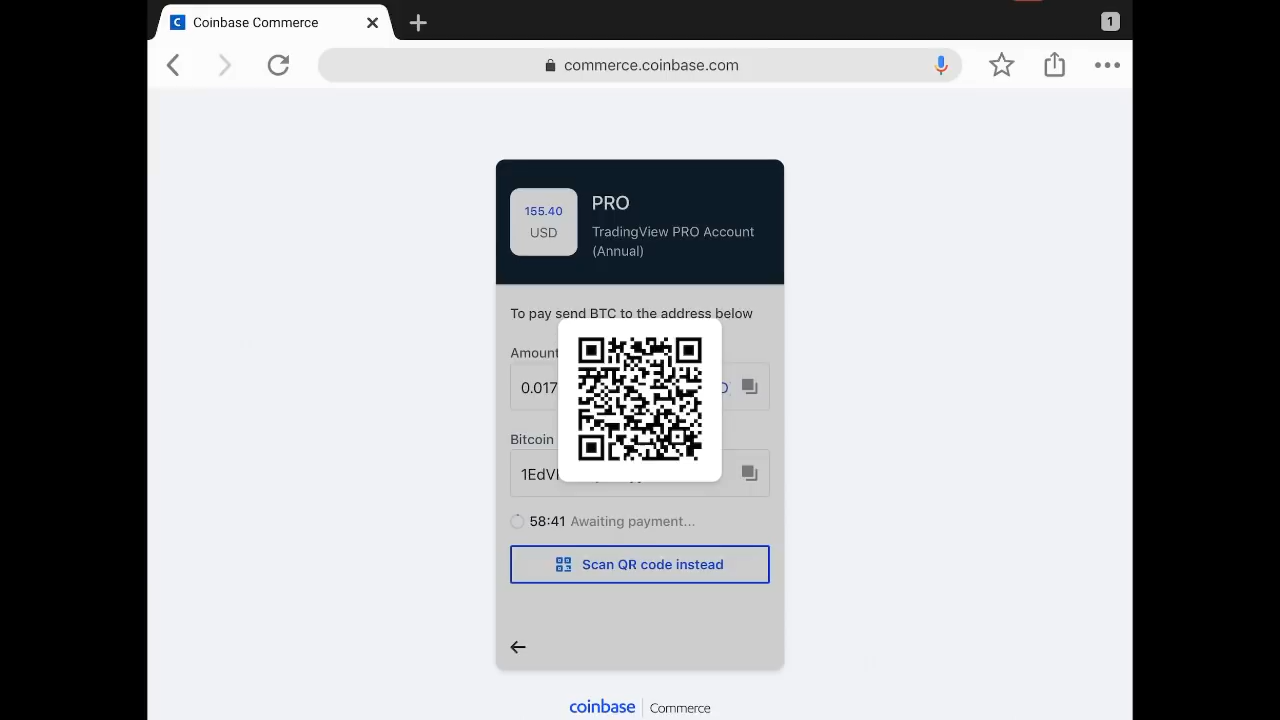 Coinbase Commerce
1
commerce.coinbase.com
155.40
USD
PRO
TradingView PRO Account
(Annual)
To pay send BTC to the address below
Amount
0.017
Bitcoin
58:41 Awaiting payment...
Scan QR code instead
coinbase Commerce